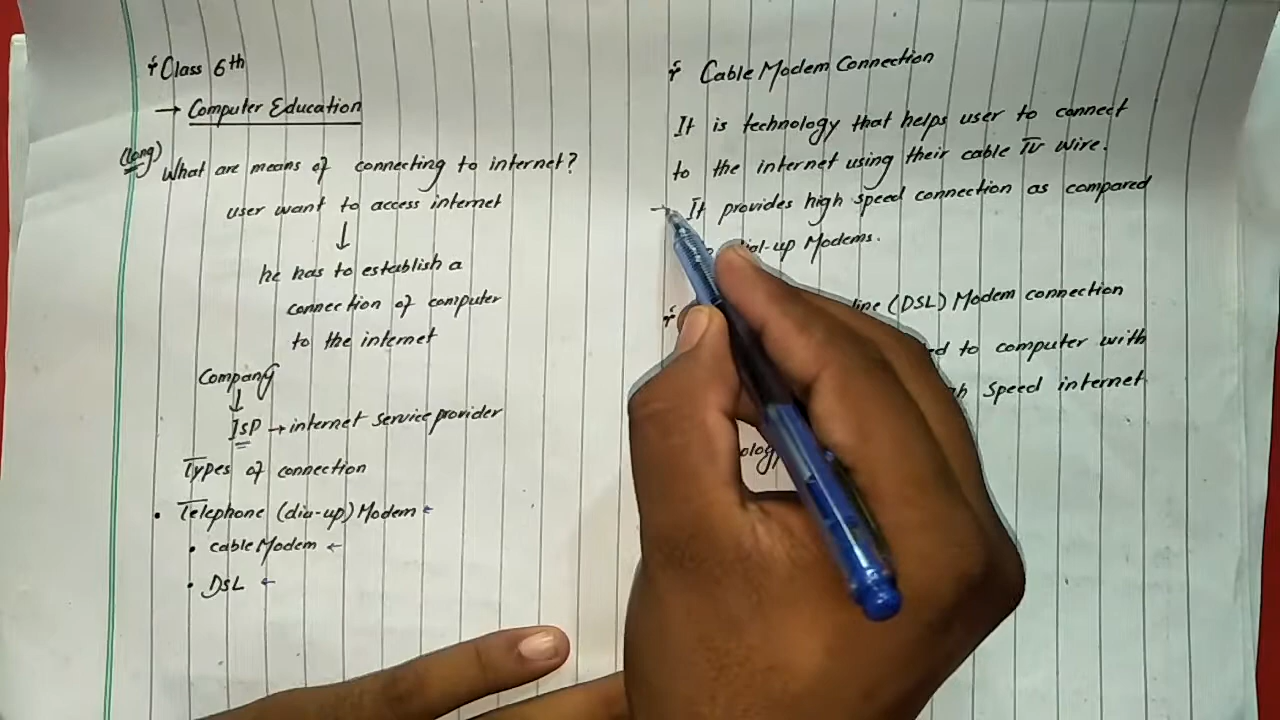 Class 6th
→ Computer Education
(long)
What are means of connecting to internet?
user want to access internet
↓
he has to establish a
connection of computer
to the internet
Company
↓
ISP → internet service provider
Types of connection
• Telephone (dia-up) Modem ←
• cable Modem ←
• DSL ←
Cable Modem Connection
It is technology that helps user to connect
to the internet using their cable TV wire.
→ It provides high speed connection as compared
Modems.
(DSL) Modem connection
to computer with
speed internet